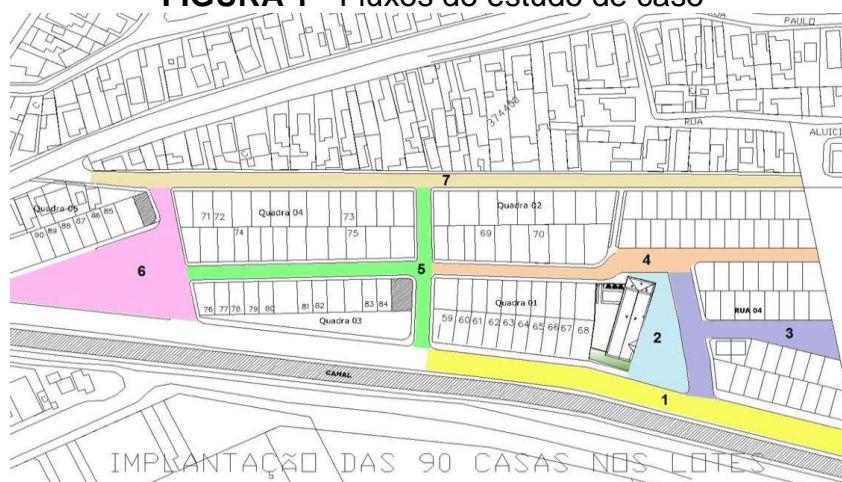 FIGURA 1 - Fluxos do estudo de caso
RUA PAULO
374400
RUA
ALUICI
7
Quadra 05
90 89 88 87 86 85
71 72 Quadra 04 73
74 75
Quadra 02
69 70
4
6
5
76 77 78 79 80 81 82 83 84
Quadra 03
Quadra 01
59 60 61 62 63 64 65 66 67 68
RUA 04
3
2
1
CANAL
IMPLANTAÇÃO DAS 90 CASAS NOS LOTES